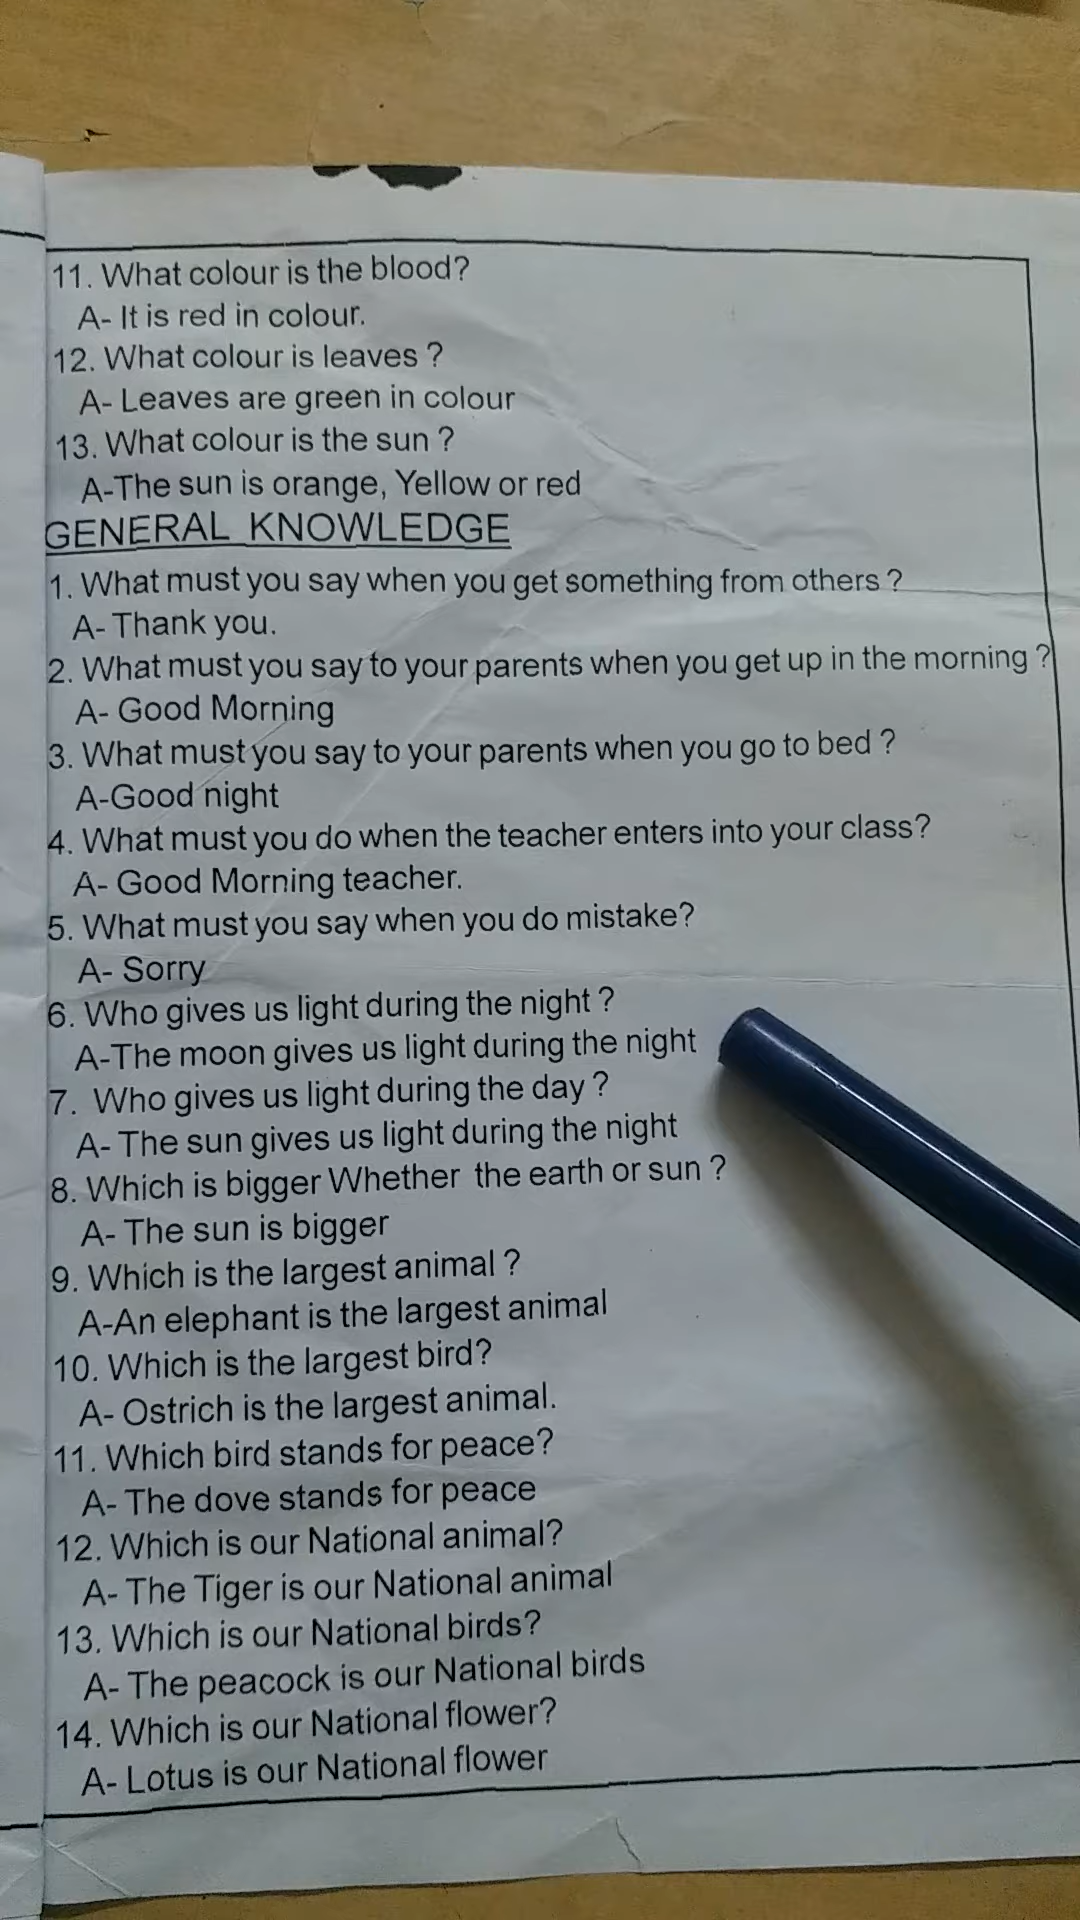 11. What colour is the blood?
A- It is red in colour.
12. What colour is leaves ?
A- Leaves are green in colour
13. What colour is the sun ?
A-The sun is orange, Yellow or red
GENERAL KNOWLEDGE
1. What must you say when you get something from others ?
A- Thank you.
2. What must you say to your parents when you get up in the morning ?
A- Good Morning
3. What must you say to your parents when you go to bed ?
A-Good night
4. What must you do when the teacher enters into your class?
A- Good Morning teacher.
5. What must you say when you do mistake?
A- Sorry
6. Who gives us light during the night ?
A-The moon gives us light during the night
7. Who gives us light during the day ?
A- The sun gives us light during the night
8. Which is bigger Whether the earth or sun ?
A- The sun is bigger
9. Which is the largest animal ?
A-An elephant is the largest animal
10. Which is the largest bird?
A- Ostrich is the largest animal.
11. Which bird stands for peace?
A- The dove stands for peace
12. Which is our National animal?
A- The Tiger is our National animal
13. Which is our National birds?
A- The peacock is our National birds
14. Which is our National flower?
A- Lotus is our National flower